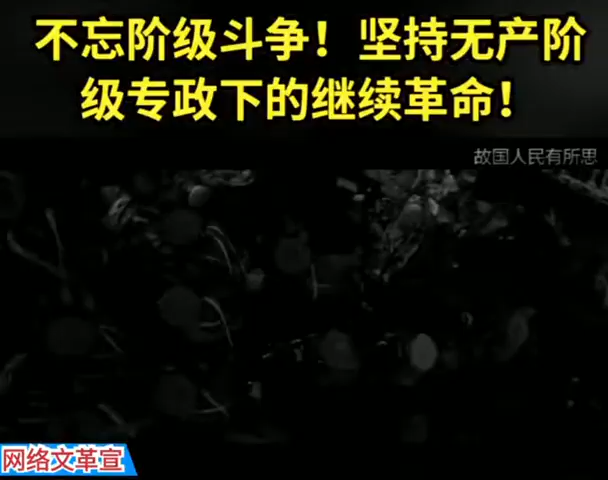 不忘阶级斗争！坚持无产阶
级专政下的继续革命！
故国人民有所思
网络文革宣